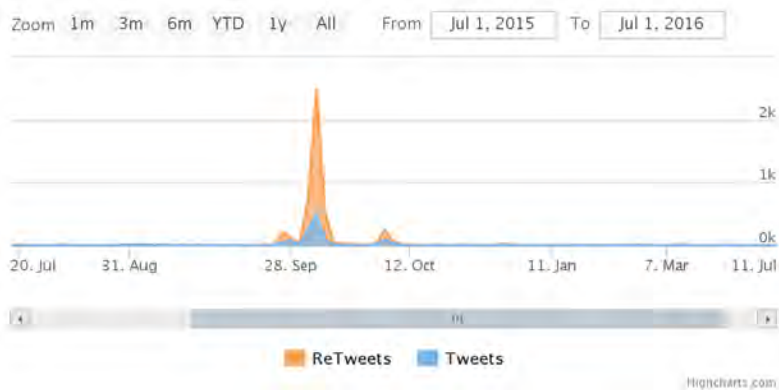 Zoom 1m 3m 6m YTD 1y All From Jul 1, 2015 To Jul 1, 2016
2k
1k
0k
20. Jul 31. Aug 28. Sep 12. Oct 11. Jan 7. Mar 11. Jul
ReTweets Tweets
Highcharts.com